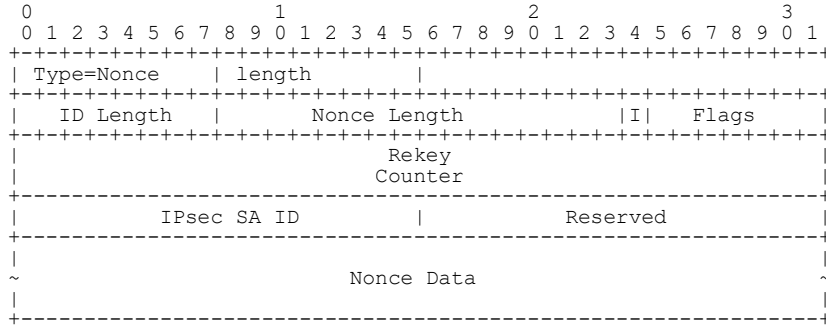 0                   1                   2                   3
0 1 2 3 4 5 6 7 8 9 0 1 2 3 4 5 6 7 8 9 0 1 2 3 4 5 6 7 8 9 0 1
+-+-+-+-+-+-+-+-+-+-+-+-+-+-+-+-+-+-+-+-+-+-+-+-+-+-+-+-+-+-+-+-+
| Type=Nonce    | length        |
+-+-+-+-+-+-+-+-+-+-+-+-+-+-+-+-+-+-+-+-+-+-+-+-+-+-+-+-+-+-+-+-+
|   ID Length   |       Nonce Length            |I|   Flags     |
+-+-+-+-+-+-+-+-+-+-+-+-+-+-+-+-+-+-+-+-+-+-+-+-+-+-+-+-+-+-+-+-+
|                             Rekey                             |
|                            Counter                            |
+---------------------------------------------------------------+
|           IPsec SA ID         |           Reserved            |
+---------------------------------------------------------------+
|                                                               |
~                          Nonce Data                           ~
|                                                               |
+---------------------------------------------------------------+